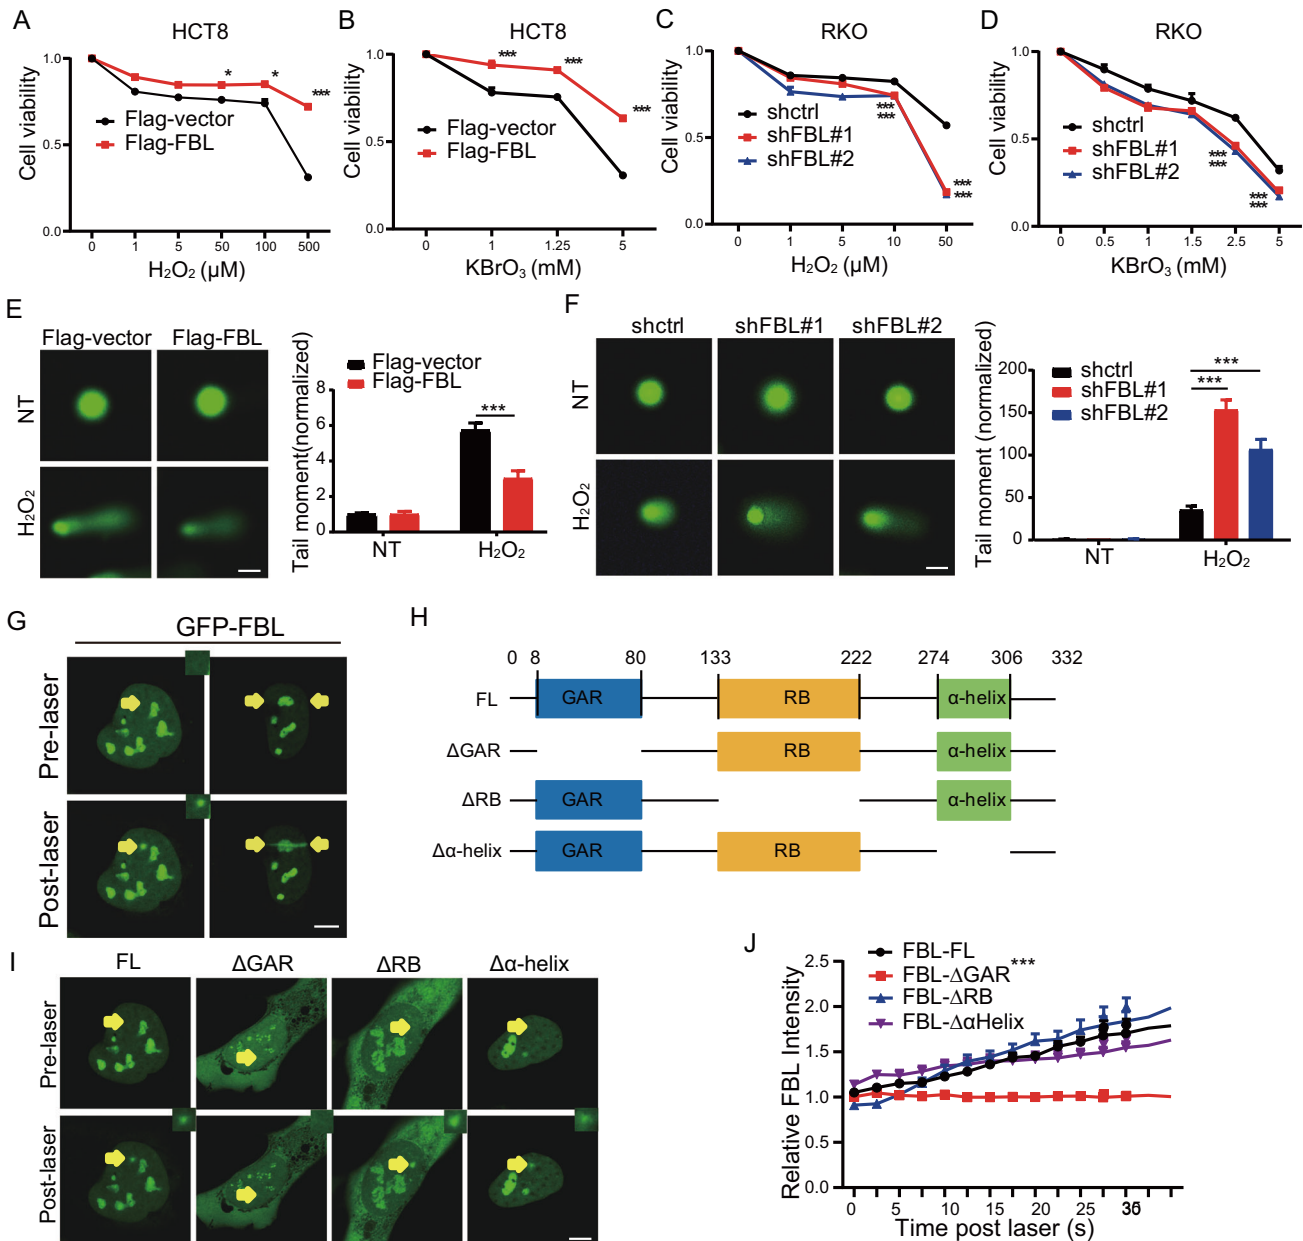 A
HCT8
Cell viability
1.0
0.5
0.0
Flag-vector
Flag-FBL
*
*
***
0 1 5 50 100 500
H₂O₂ (μM)
B
HCT8
Cell viability
1.0
0.5
0.0
Flag-vector
Flag-FBL
***
***
***
0 1 1.25 5
KBrO₃ (mM)
C
RKO
Cell viability
1.0
0.5
0.0
shctrl
shFBL#1
shFBL#2
***
***
***
***
0 1 5 10 50
H₂O₂ (μM)
D
RKO
Cell viability
1.0
0.5
0.0
shctrl
shFBL#1
shFBL#2
***
***
***
***
0 0.5 1 1.5 2.5 5
KBrO₃ (mM)
E
Flag-vector Flag-FBL
NT
H₂O₂
Tail moment(normalized)
8
6
4
2
0
Flag-vector
Flag-FBL
***
NT H₂O₂
F
shctrl shFBL#1 shFBL#2
NT
H₂O₂
Tail moment (normalized)
200
150
100
50
0
shctrl
shFBL#1
shFBL#2
***
***
NT H₂O₂
G
GFP-FBL
Pre-laser
Post-laser
H
0 8 80 133 222 274 306 332
FL GAR RB α-helix
ΔGAR RB α-helix
ΔRB GAR α-helix
Δα-helix GAR RB
I
FL ΔGAR ΔRB Δα-helix
Pre-laser
Post-laser
J
Relative FBL Intensity
2.5
2.0
1.5
1.0
0.5
0.0
FBL-FL
FBL-ΔGAR ***
FBL-ΔRB
FBL-ΔαHelix
0 5 10 15 20 25
Time post laser (s)